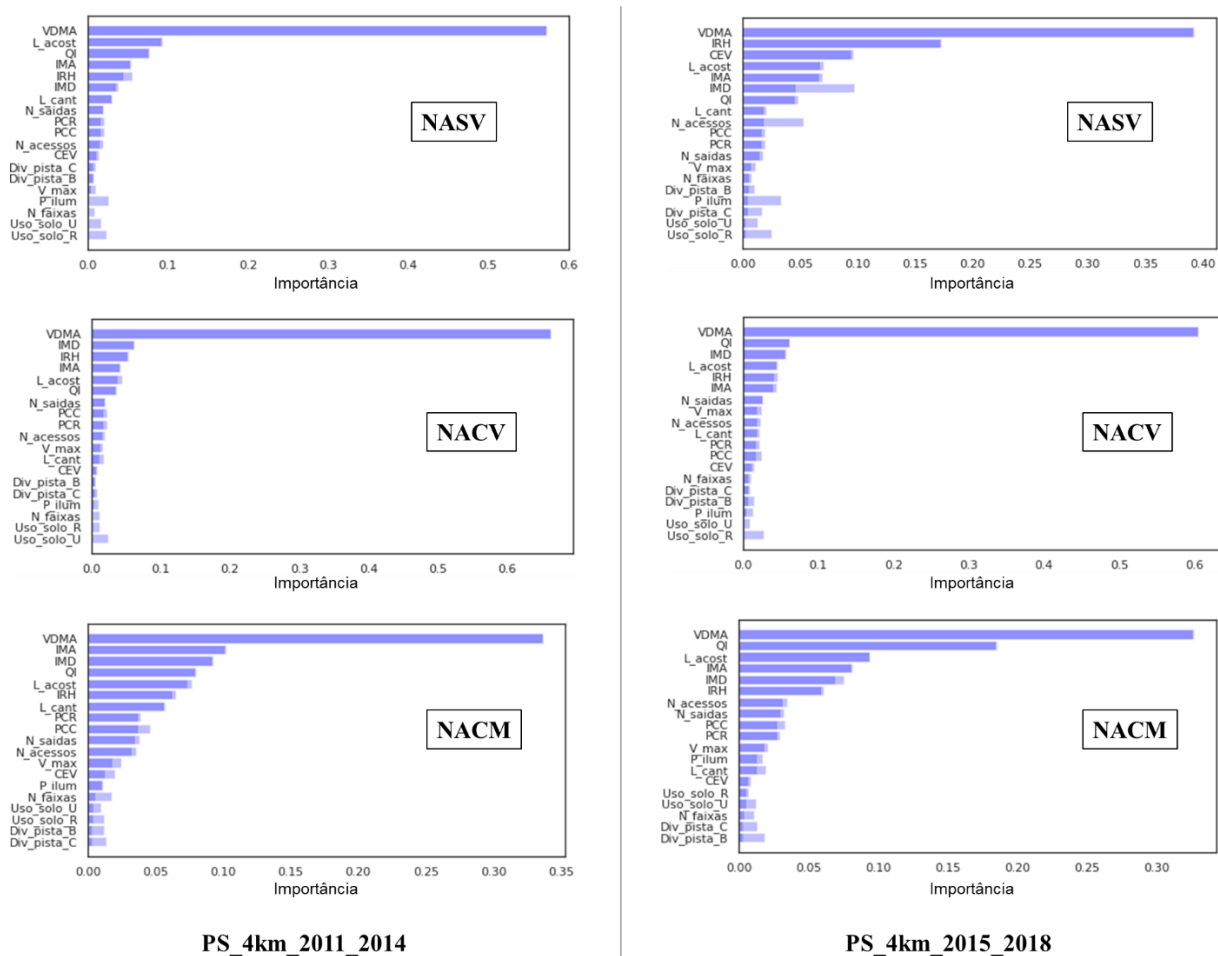 VDMA
L_acost
QI
IMA
IRH
IMD
L_cant
N_saidas
PCR
PCC
N_acessos
CEV
Div_pista_C
Div_pista_B
V_max
P_ilum
N_faixas
Uso_solo_U
Uso_solo_R
NASV
0.0 0.1 0.2 0.3 0.4 0.5 0.6
Importância
VDMA
IRH
CEV
L_acost
IMA
IMD
QI
L_cant
N_acessos
PCC
PCR
N_saidas
V_max
N_faixas
Div_pista_B
P_ilum
Div_pista_C
Uso_solo_U
Uso_solo_R
NASV
0.00 0.05 0.10 0.15 0.20 0.25 0.30 0.35 0.40
Importância
VDMA
IMD
IRH
IMA
L_acost
QI
N_saidas
PCC
PCR
N_acessos
V_max
L_cant
CEV
Div_pista_B
Div_pista_C
P_ilum
N_faixas
Uso_solo_R
Uso_solo_U
NACV
0.0 0.1 0.2 0.3 0.4 0.5 0.6
Importância
VDMA
QI
IMD
L_acost
IRH
IMA
N_saidas
V_max
N_acessos
L_cant
PCR
PCC
CEV
N_faixas
Div_pista_C
Div_pista_B
P_ilum
Uso_solo_U
Uso_solo_R
NACV
0.0 0.1 0.2 0.3 0.4 0.5 0.6
Importância
VDMA
IMA
IMD
QI
L_acost
IRH
L_cant
PCR
PCC
N_saidas
N_acessos
V_max
CEV
P_ilum
N_faixas
Uso_solo_U
Uso_solo_R
Div_pista_B
Div_pista_C
NACM
0.00 0.05 0.10 0.15 0.20 0.25 0.30 0.35
Importância
VDMA
QI
L_acost
IMA
IMD
IRH
N_acessos
N_saidas
PCC
PCR
V_max
P_ilum
L_cant
CEV
Uso_solo_R
Uso_solo_U
N_faixas
Div_pista_C
Div_pista_B
NACM
0.00 0.05 0.10 0.15 0.20 0.25 0.30
Importância
PS_4km_2011_2014
PS_4km_2015_2018